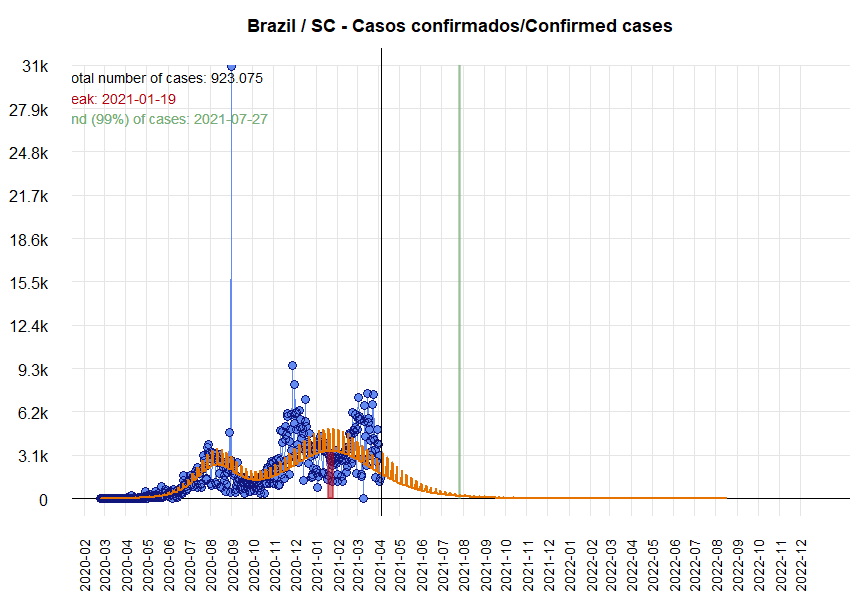 Brazil / SC - Casos confirmados/Confirmed cases
31k
otal number of cases: 923.075
eak: 2021-01-19
27.9k
nd (99%) of cases: 2021-07-27
24.8k
21.7k
18.6k
15.5k
12.4k
9.3k
6.2k
3.1k
0
2020-02
2020-03
2020-04
2020-05
2020-06
2020-07
2020-08
2020-09
2020-10
2020-11
2020-12
2021-01
2021-02
2021-03
2021-04
2021-05
2021-06
2021-07
2021-08
2021-09
2021-10
2021-11
2021-12
2022-01
2022-02
2022-03
2022-04
2022-05
2022-06
2022-07
2022-08
2022-09
2022-10
2022-11
2022-12